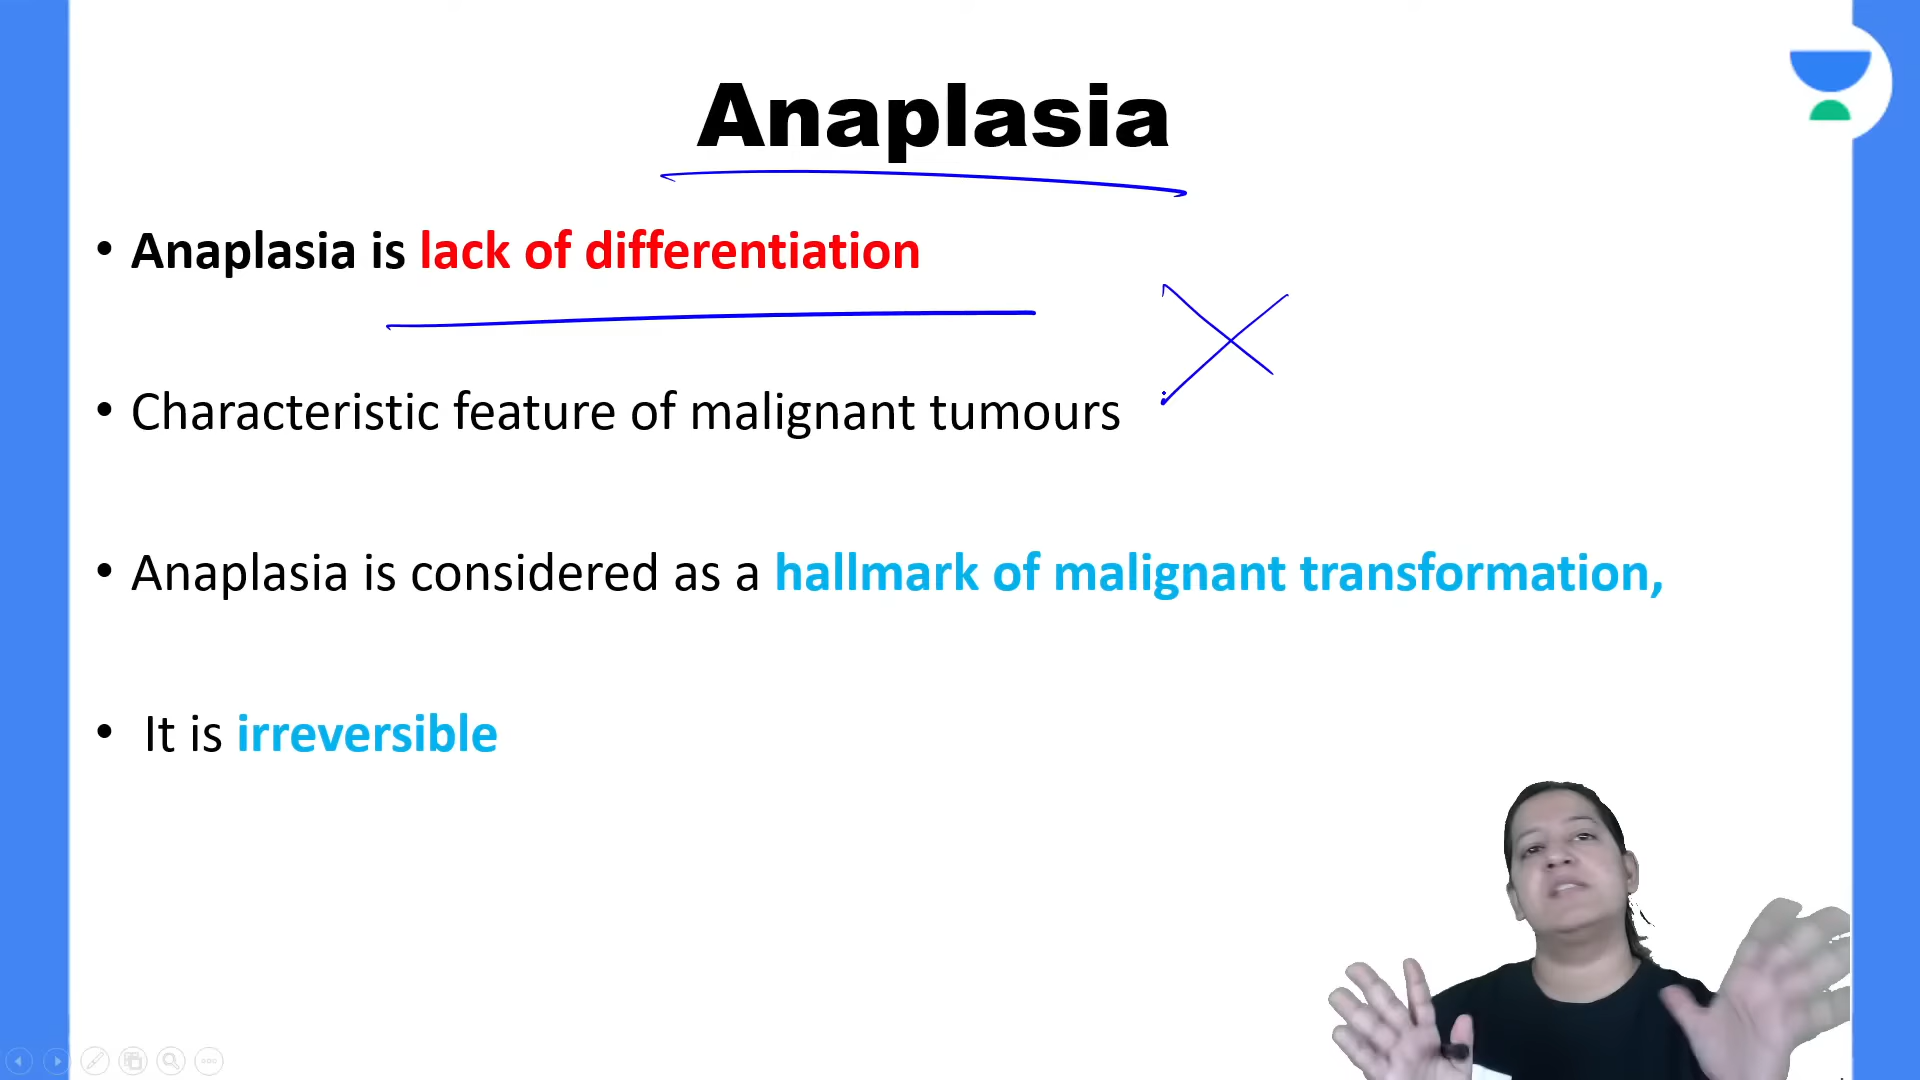 Anaplasia
• Anaplasia is lack of differentiation
• Characteristic feature of malignant tumours
• Anaplasia is considered as a hallmark of malignant transformation,
• It is irreversible